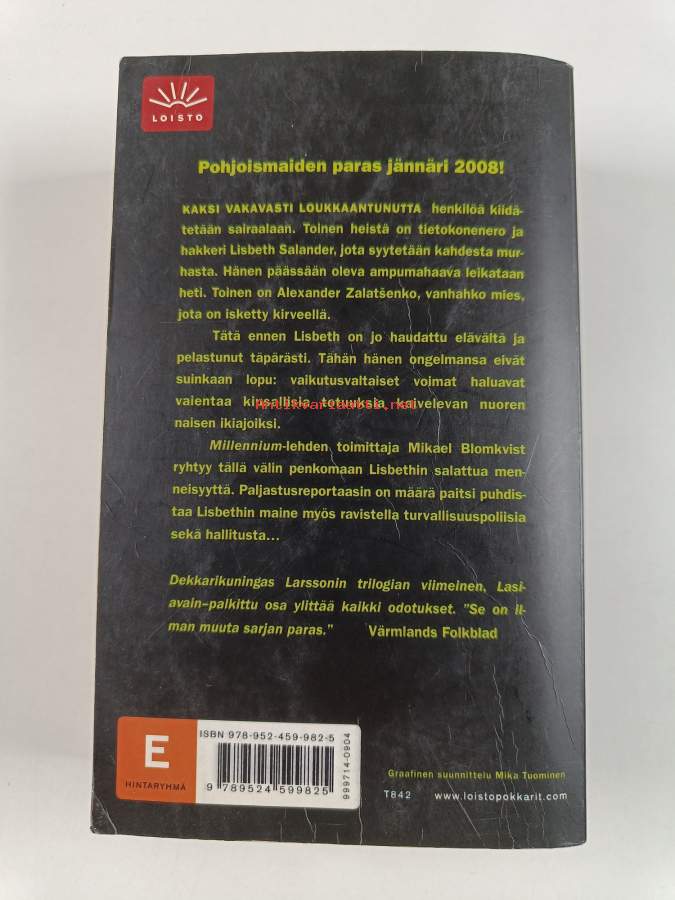 LOISTO
Pohjoismaiden paras jännäri 2008!
KAKSI VAKAVASTI LOUKKAANTUNUTTA henkilöä kiidä-
tetään sairaalaan. Toinen heistä on tietokonenero ja
hakkeri Lisbeth Salander, jota syytetään kahdesta mur-
hasta. Hänen päässään oleva ampumahaava leikataan
heti. Toinen on Alexander Zalatšenko, vanhahko mies,
jota on isketty kirveellä.
Tätä ennen Lisbeth on jo haudattu elävältä ja
pelastunut täpärästi. Tähän hänen ongelmansa eivät
suinkaan lopu: vaikutusvaltaiset voimat haluavat
vaientaa kiusallisia totuuksia kaivelevan nuoren
Antikvariaatti.net
naisen ikiajoiksi.
Millennium-lehden toimittaja Mikael Blomkvist
ryhtyy tällä välin penkomaan Lisbethin salattua men-
neisyyttä. Paljastusreportaasin on määrä paitsi puhdis-
taa Lisbethin maine myös ravistella turvallisuuspoliisia
sekä hallitusta...
Dekkarikuningas Larssonin trilogian viimeinen, Lasi-
avain–palkittu osa ylittää kaikki odotukset. "Se on il-
man muuta sarjan paras." Värmlands Folkblad
E
HINTARYHMÄ
ISBN 978-952-459-982-5
9 789524 599825
999714-0904
Graafinen suunnittelu Mika Tuominen
T842 www.loistopokkarit.com